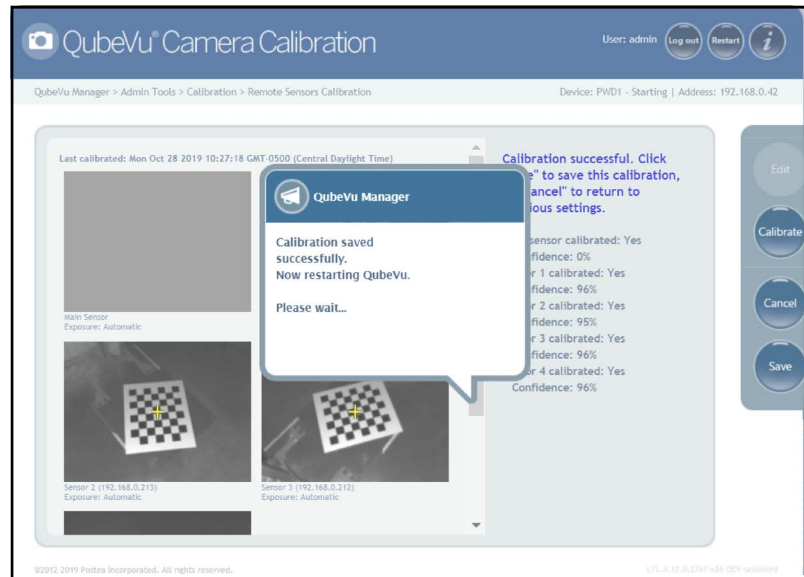 QubeVu® Camera Calibration
User: admin
Log out
Restart
i
QubeVu Manager > Admin Tools > Calibration > Remote Sensors Calibration
Device: PWD1 - Starting | Address: 192.168.0.42
Last calibrated: Mon Oct 28 2019 10:27:18 GMT-0500 (Central Daylight Time)
Main Sensor
Exposure: Automatic
Sensor 2 (192.168.0.213)
Exposure: Automatic
Sensor 3 (192.168.0.212)
Exposure: Automatic
QubeVu Manager
Calibration saved
successfully.
Now restarting QubeVu.
Please wait...
Calibration successful. Click
e" to save this calibration,
ancel" to return to
ious settings.
sensor calibrated: Yes
fidence: 0%
r 1 calibrated: Yes
fidence: 96%
r 2 calibrated: Yes
fidence: 95%
r 3 calibrated: Yes
fidence: 96%
r 4 calibrated: Yes
Confidence: 96%
Edit
Calibrate
Cancel
Save
©2012-2019 Postea Incorporated. All rights reserved.